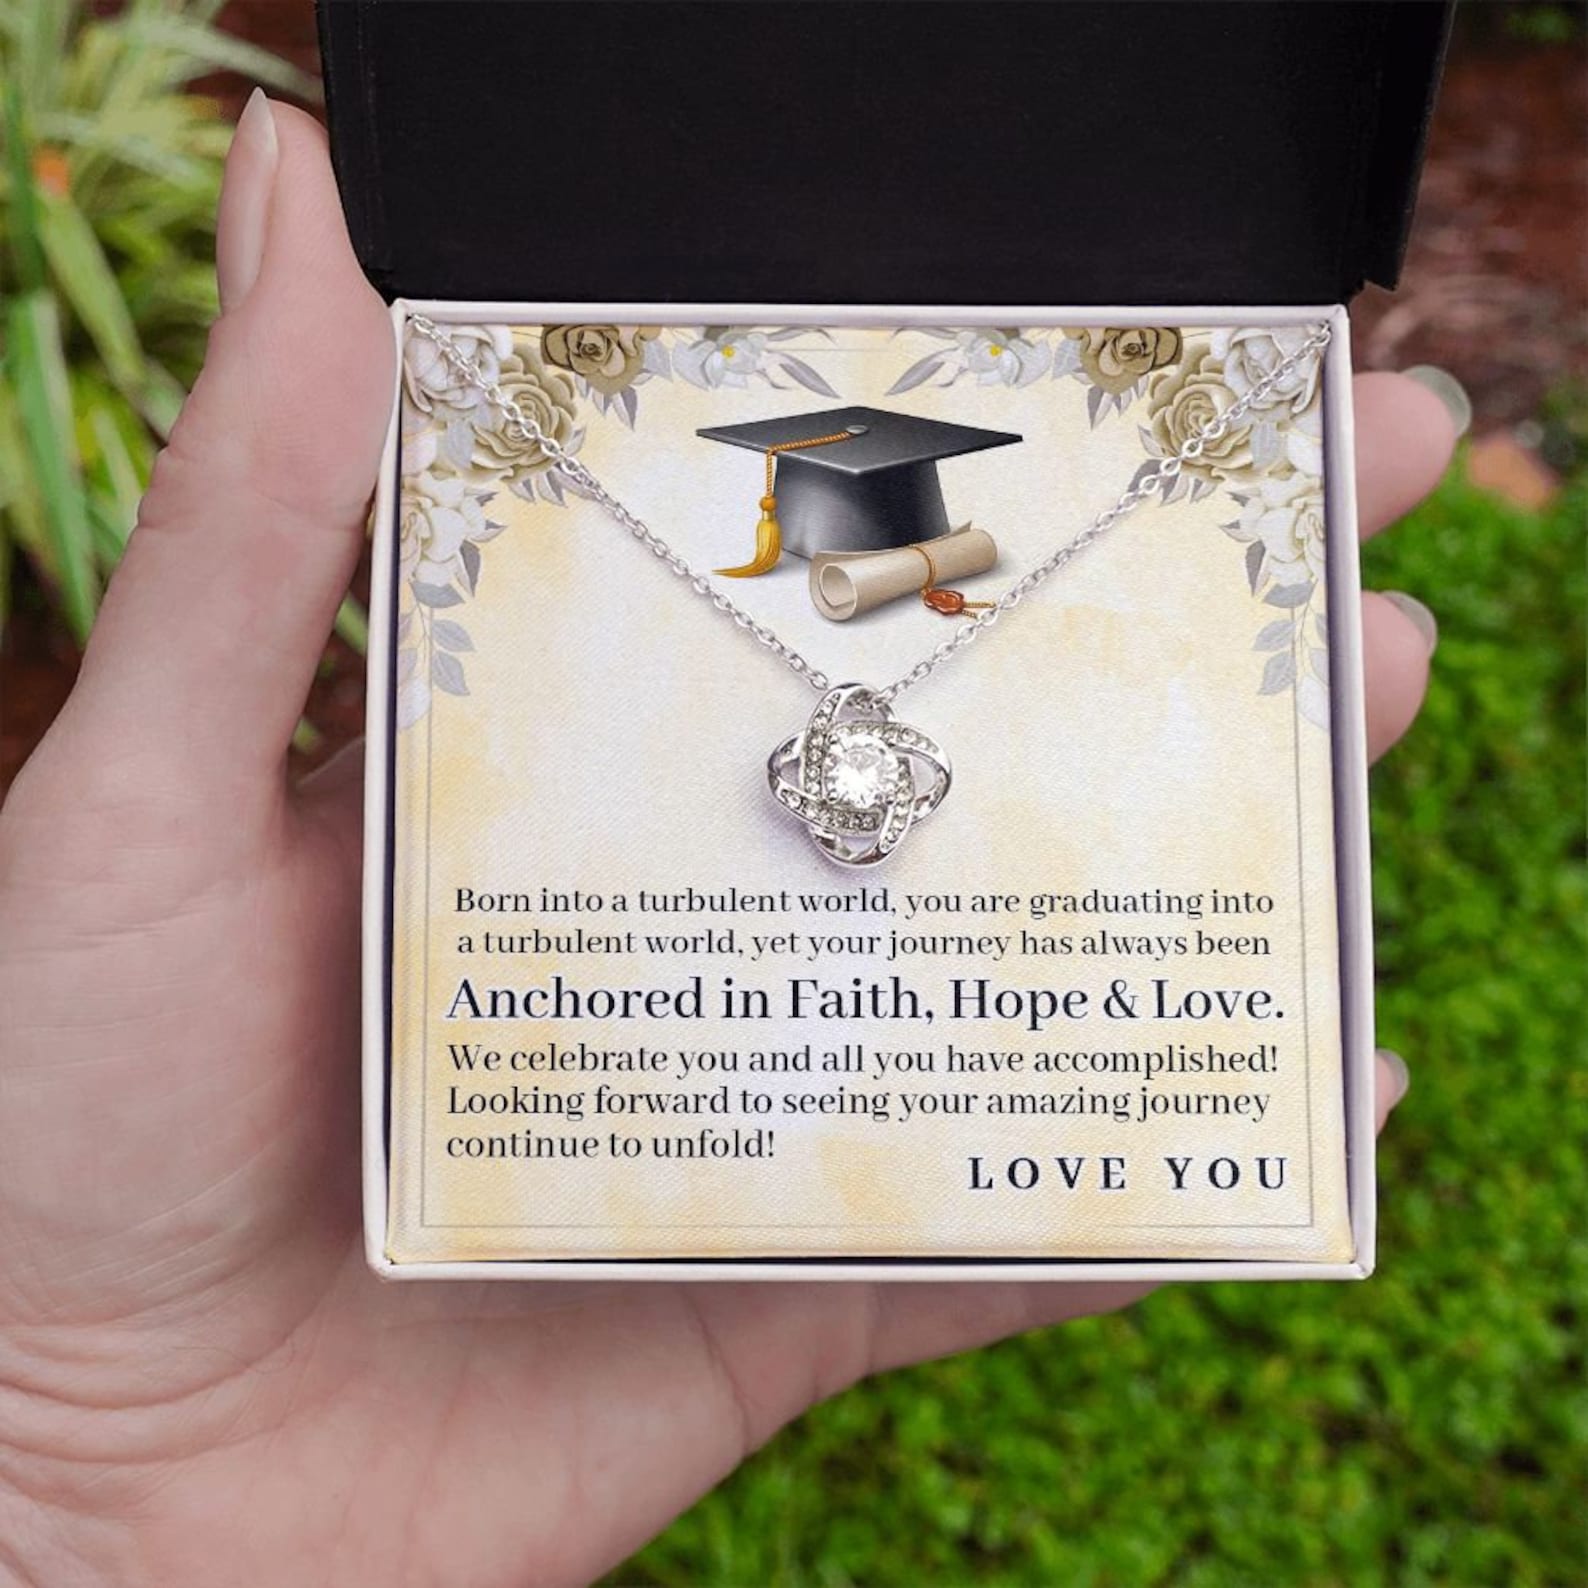 Born into a turbulent world, you are graduating into
a turbulent world, yet your journey has always been
Anchored in Faith, Hope & Love.
We celebrate you and all you have accomplished!
Looking forward to seeing your amazing journey
continue to unfold!
LOVE YOU